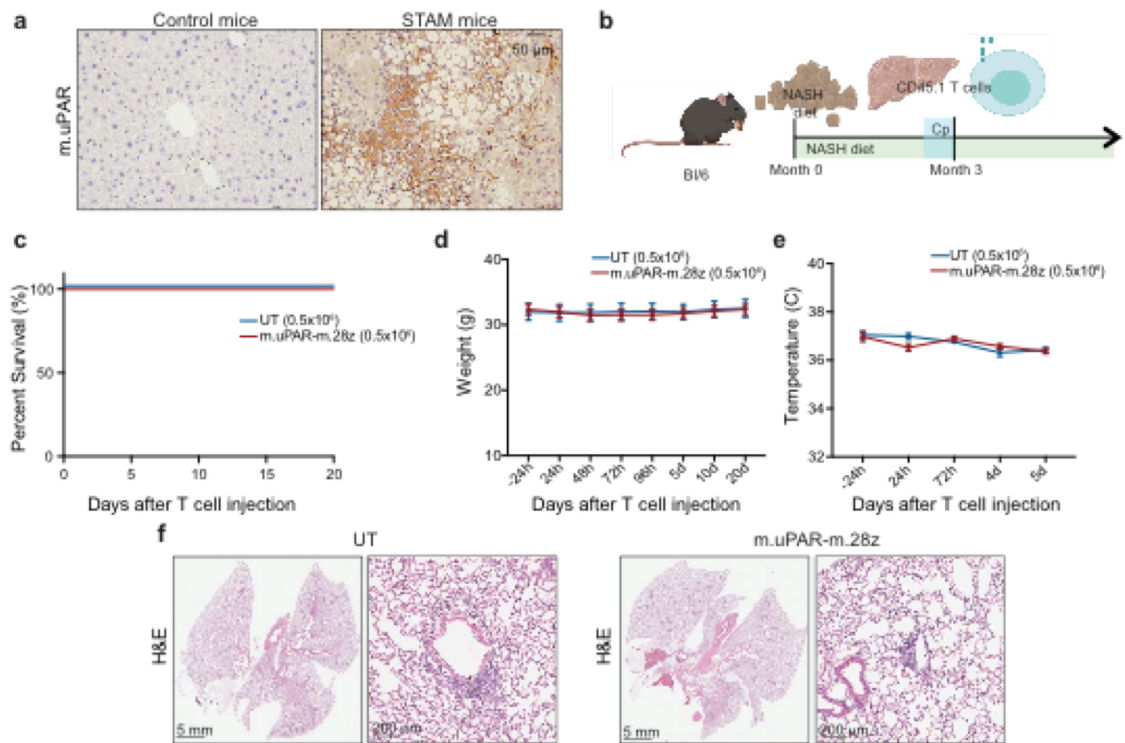 a
Control mice
STAM mice
m.uPAR
50 µm
b
NASH
diet
CD45.1 T cells
Cp
NASH diet
Bl/6
Month 0
Month 3
c
Percent Survival (%)
100
50
0
UT (0.5x10⁶)
m.uPAR-m.28z (0.5x10⁶)
0
5
10
15
20
Days after T cell injection
d
UT (0.5x10⁶)
m.uPAR-m.28z (0.5x10⁶)
Weight (g)
40
30
20
10
-24h
24h
48h
72h
96h
5d
10d
20d
Days after T cell injection
e
UT (0.5x10⁶)
m.uPAR-m.28z (0.5x10⁶)
Temperature (C)
40
38
36
34
32
-24h
24h
72h
4d
5d
Days after T cell injection
f
UT
m.uPAR-m.28z
H&E
5 mm
200 µm
H&E
5 mm
200 µm